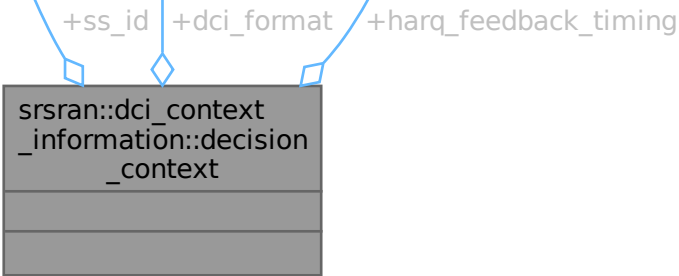 +ss_id +dci_format +harq_feedback_timing
srsran::dci_context
_information::decision
_context